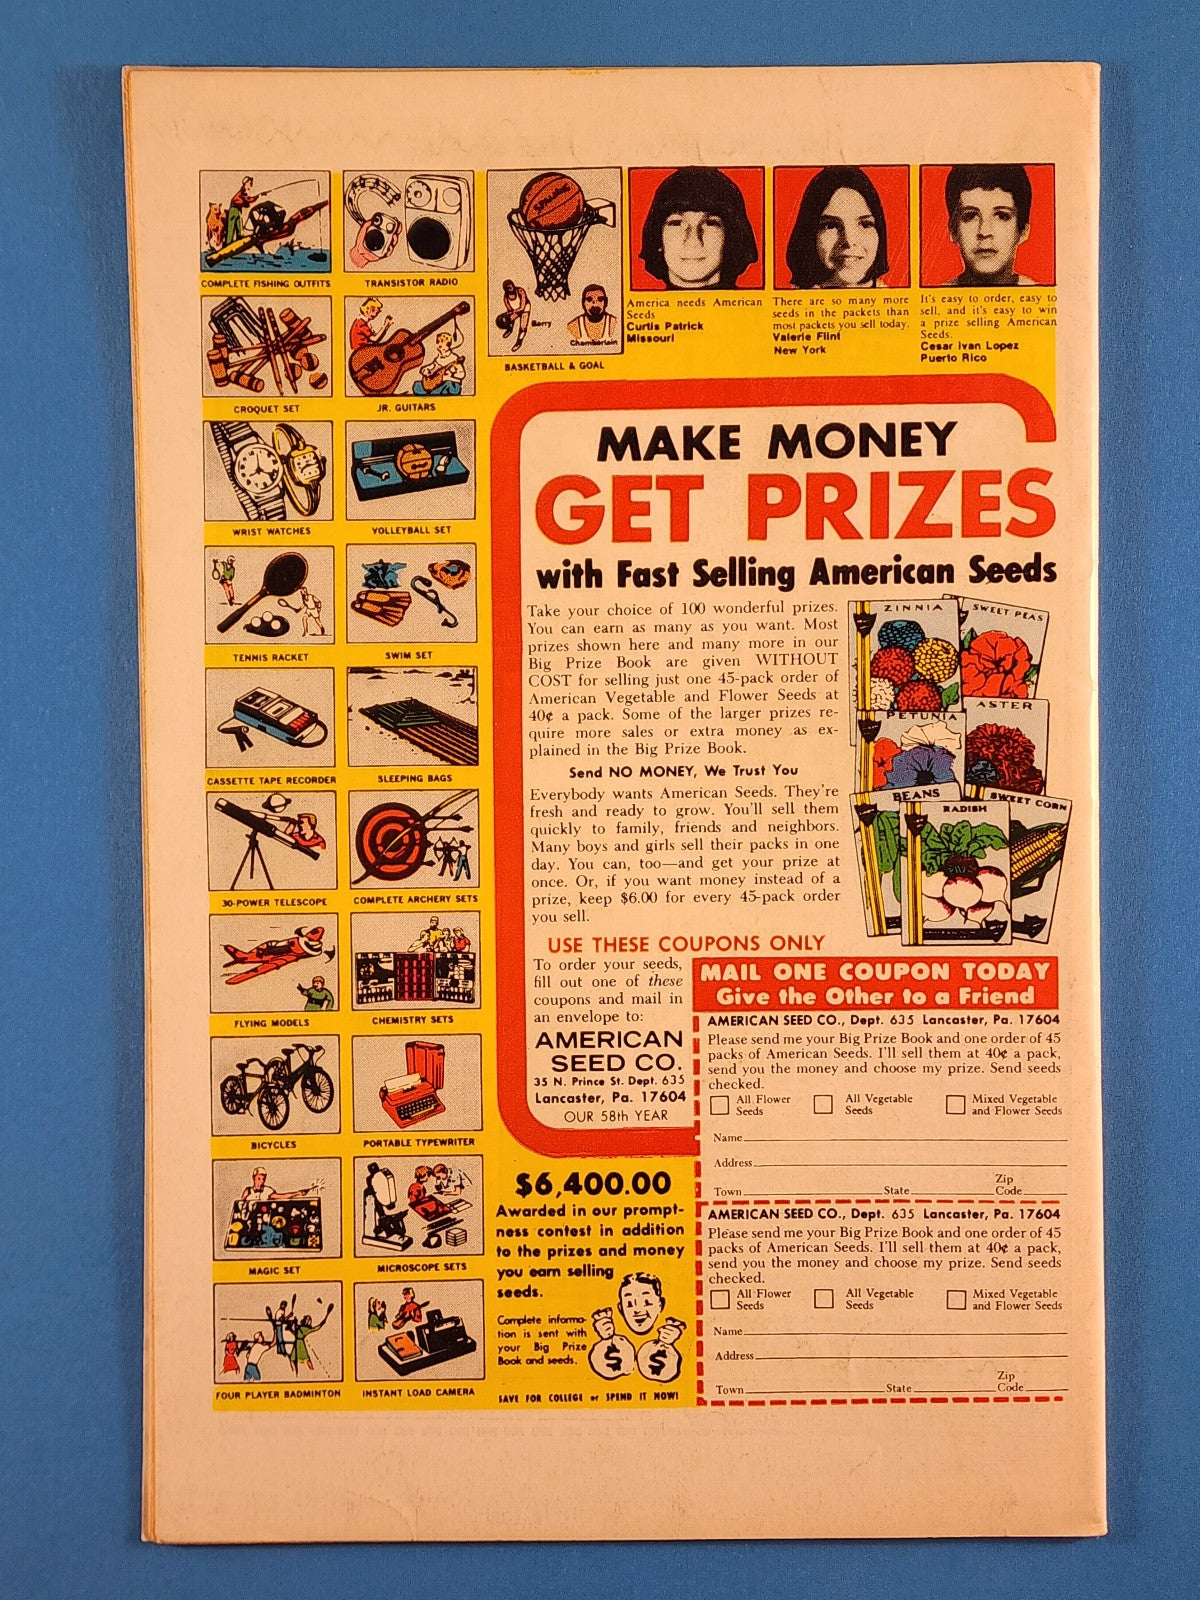 COMPLETE FISHING OUTFITS
TRANSISTOR RADIO
CROQUET SET
JR. GUITARS
WRIST WATCHES
VOLLEYBALL SET
TENNIS RACKET
SWIM SET
CASSETTE TAPE RECORDER
SLEEPING BAGS
30-POWER TELESCOPE
COMPLETE ARCHERY SETS
FLYING MODELS
CHEMISTRY SETS
BICYCLES
PORTABLE TYPEWRITER
MAGIC SET
MICROSCOPE SETS
FOUR PLAYER BADMINTON
INSTANT LOAD CAMERA
Spalding
Barry
Chamberlain
BASKETBALL & GOAL
America needs American
Seeds
Curtis Patrick
Missouri
There are so many more
seeds in the packets than
most packets you sell today.
Valerie Flint
New York
It's easy to order, easy to
sell, and it's easy to win
a prize selling American
Seeds.
Cesar Ivan Lopez
Puerto Rico
MAKE MONEY
GET PRIZES
with Fast Selling American Seeds
Take your choice of 100 wonderful prizes.
You can earn as many as you want. Most
prizes shown here and many more in our
Big Prize Book are given WITHOUT
COST for selling just one 45-pack order of
American Vegetable and Flower Seeds at
40¢ a pack. Some of the larger prizes re-
quire more sales or extra money as ex-
plained in the Big Prize Book.
Send NO MONEY, We Trust You
Everybody wants American Seeds. They're
fresh and ready to grow. You'll sell them
quickly to family, friends and neighbors.
Many boys and girls sell their packs in one
day. You can, too—and get your prize at
once. Or, if you want money instead of a
prize, keep $6.00 for every 45-pack order
you sell.
ZINNIA
SWEET PEAS
PETUNIA
ASTER
BEANS
RADISH
SWEET CORN
USE THESE COUPONS ONLY
To order your seeds,
fill out one of these
coupons and mail in
an envelope to:
AMERICAN
SEED CO.
35 N. Prince St. Dept. 635
Lancaster, Pa. 17604
OUR 58th YEAR
$6,400.00
Awarded in our prompt-
ness contest in addition
to the prizes and money
you earn selling
seeds.
Complete informa-
tion is sent with
your Big Prize
Book and seeds.
$ $
SAVE FOR COLLEGE or SPEND IT NOW!
MAIL ONE COUPON TODAY
Give the Other to a Friend
AMERICAN SEED CO., Dept. 635 Lancaster, Pa. 17604
Please send me your Big Prize Book and one order of 45
packs of American Seeds. I'll sell them at 40¢ a pack,
send you the money and choose my prize. Send seeds
checked.
All Flower Seeds
All Vegetable Seeds
Mixed Vegetable and Flower Seeds
Name
Address
Town State Zip Code
AMERICAN SEED CO., Dept. 635 Lancaster, Pa. 17604
Please send me your Big Prize Book and one order of 45
packs of American Seeds. I'll sell them at 40¢ a pack,
send you the money and choose my prize. Send seeds
checked.
All Flower Seeds
All Vegetable Seeds
Mixed Vegetable and Flower Seeds
Name
Address
Town State Zip Code